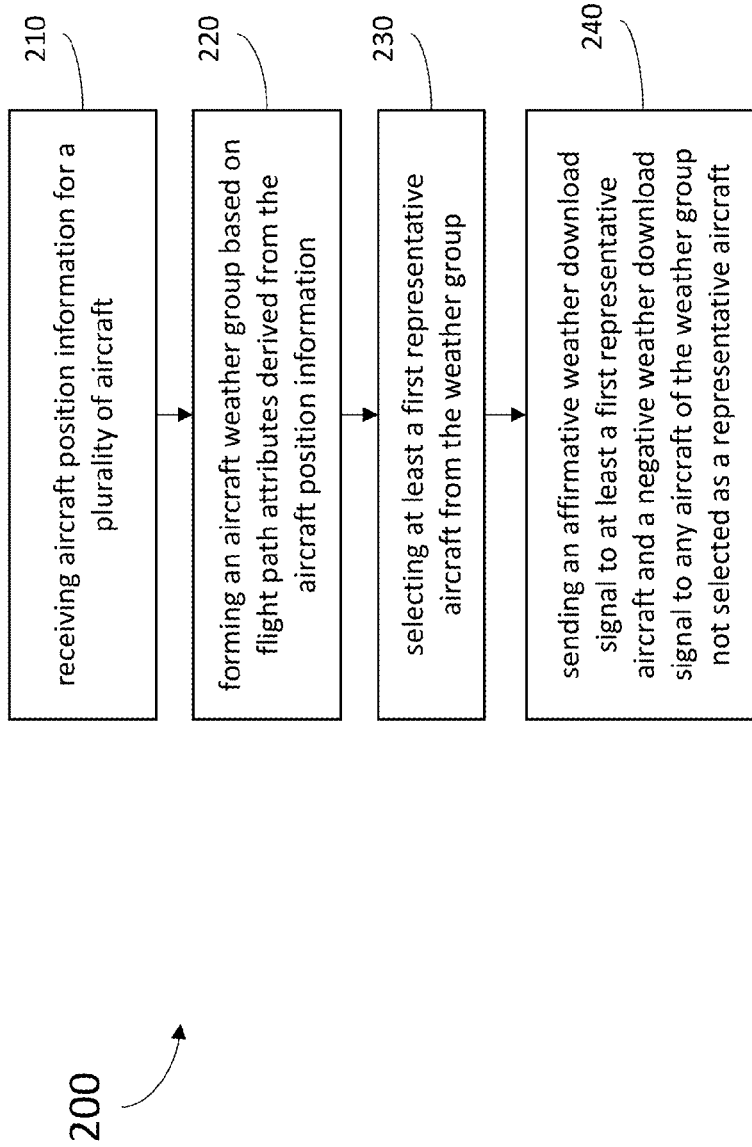 200
receiving aircraft position information for a
plurality of aircraft
210
forming an aircraft weather group based on
flight path attributes derived from the
aircraft position information
220
selecting at least a first representative
aircraft from the weather group
230
sending an affirmative weather download
signal to at least a first representative
aircraft and a negative weather download
signal to any aircraft of the weather group
not selected as a representative aircraft
240